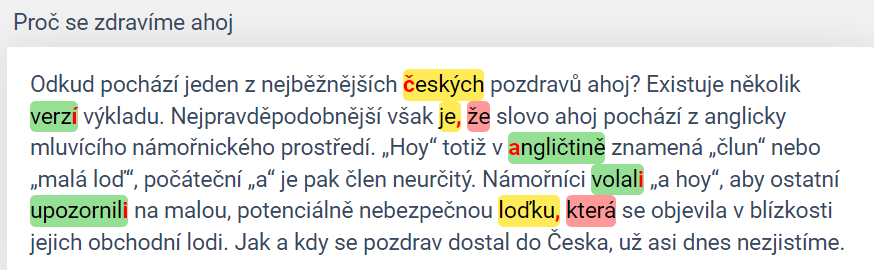 Proč se zdravíme ahoj
Odkud pochází jeden z nejběžnějších českých pozdravů ahoj? Existuje několik
verzí výkladu. Nejpravděpodobnější však je, že slovo ahoj pochází z anglicky
mluvícího námořnického prostředí. „Hoy“ totiž v angličtině znamená „člun“ nebo
„malá loď“, počáteční „a“ je pak člen neurčitý. Námořníci volali „a hoy“, aby ostatní
upozornili na malou, potenciálně nebezpečnou loďku, která se objevila v blízkosti
jejich obchodní lodi. Jak a kdy se pozdrav dostal do Česka, už asi dnes nezjistíme.